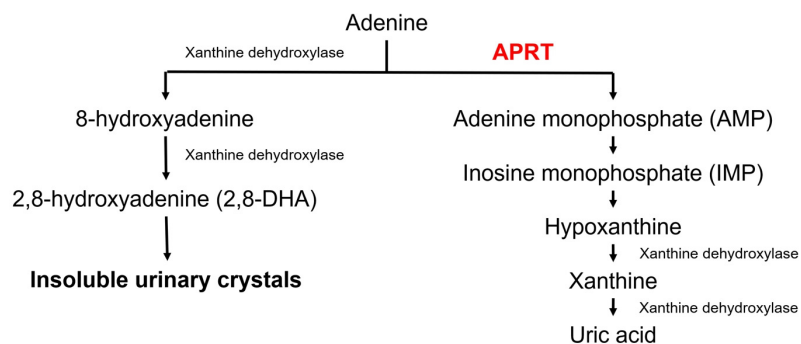 Adenine
Xanthine dehydroxylase
APRT
8-hydroxyadenine
Adenine monophosphate (AMP)
Xanthine dehydroxylase
Inosine monophosphate (IMP)
2,8-hydroxyadenine (2,8-DHA)
Hypoxanthine
Xanthine dehydroxylase
Insoluble urinary crystals
Xanthine
Xanthine dehydroxylase
Uric acid